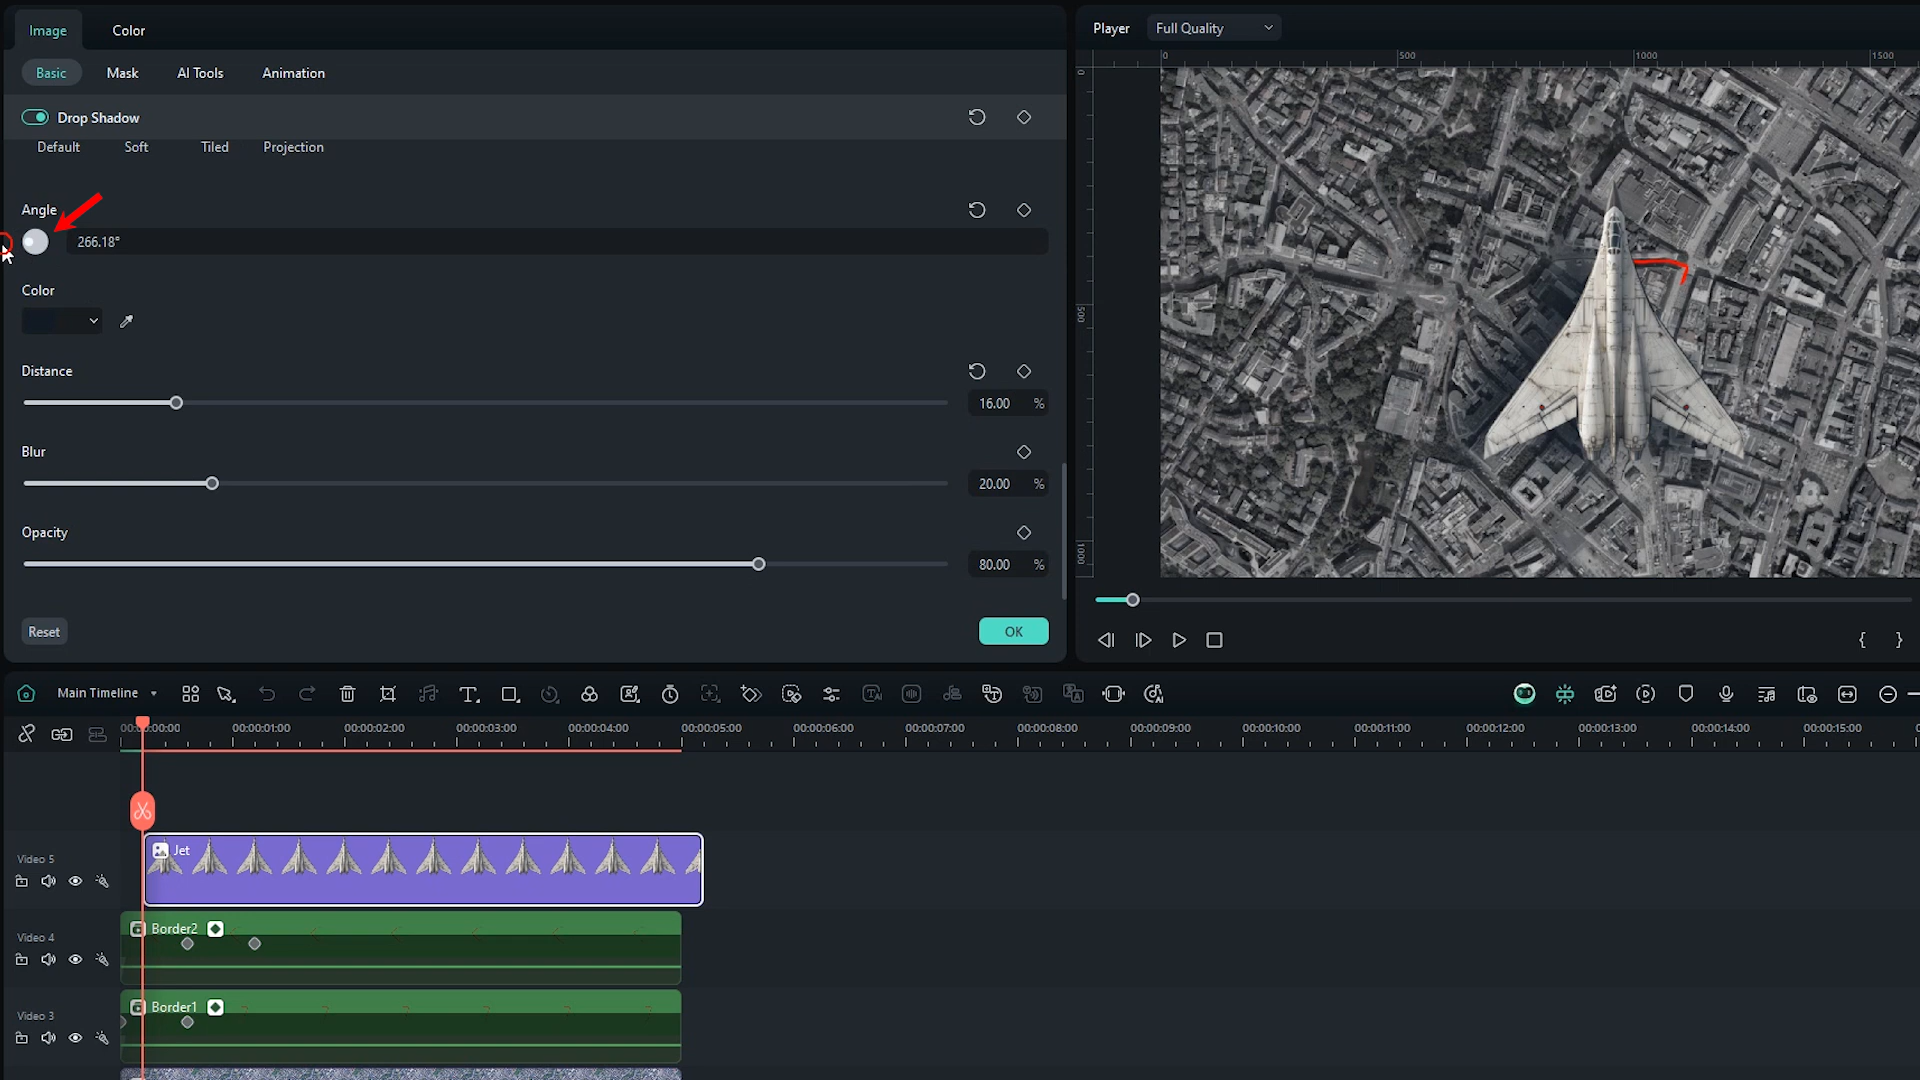 Image
Color
Player
Full Quality
Basic
Mask
AI Tools
Animation
0
500
1000
1500
0
500
1000
Drop Shadow
Default
Soft
Tiled
Projection
Angle
266.18°
Color
Distance
16.00 %
Blur
20.00 %
Opacity
80.00 %
Reset
OK
{ }
Main Timeline
00:00:01:00
00:00:02:00
00:00:03:00
00:00:04:00
00:00:05:00
00:00:06:00
00:00:07:00
00:00:08:00
00:00:09:00
00:00:10:00
00:00:11:00
00:00:12:00
00:00:13:00
00:00:14:00
00:00:15:00
Jet
Video 5
Border2
Video 4
Border1
Video 3